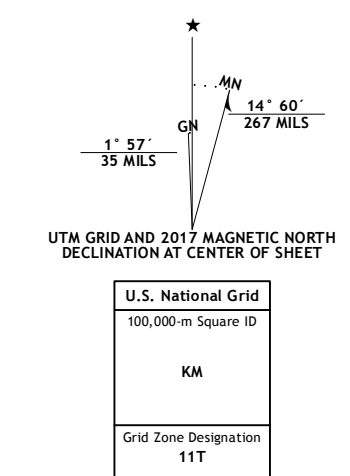 MN
GN
14° 60´
267 MILS
1° 57´
35 MILS
UTM GRID AND 2017 MAGNETIC NORTH
DECLINATION AT CENTER OF SHEET
U.S. National Grid
100,000-m Square ID
KM
Grid Zone Designation
11T